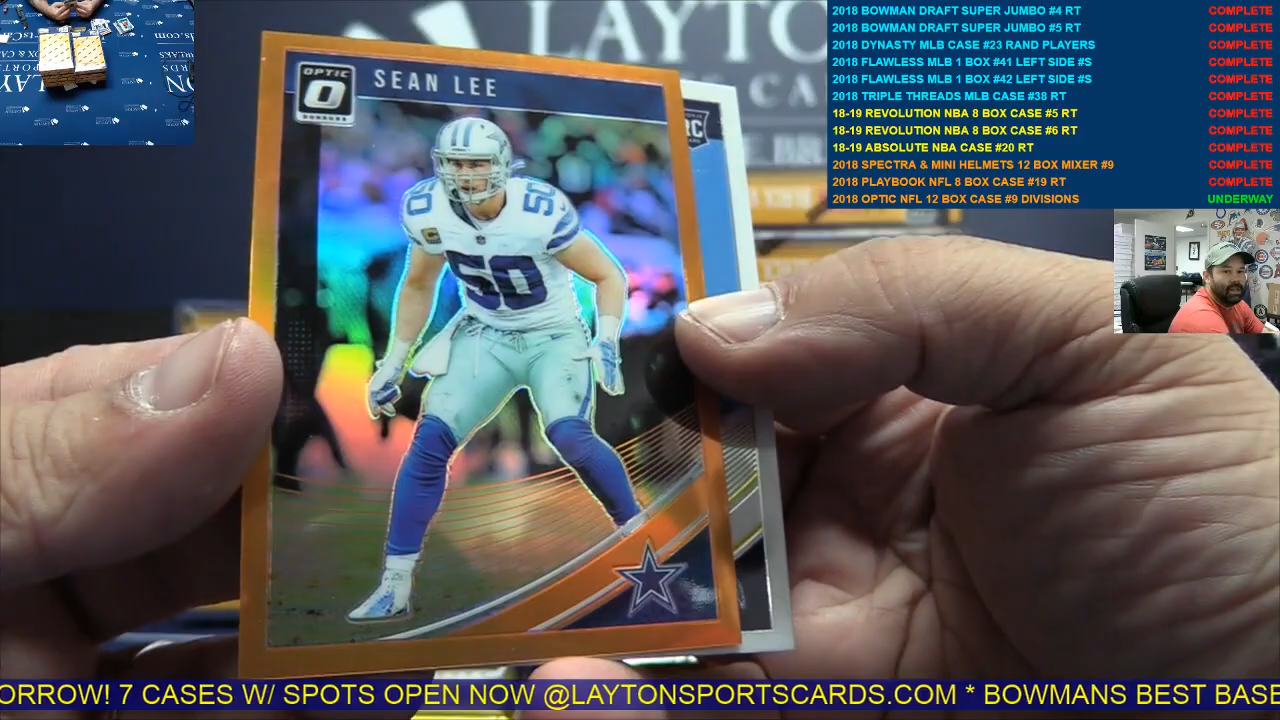 2018 BOWMAN DRAFT SUPER JUMBO #4 RT COMPLETE
2018 BOWMAN DRAFT SUPER JUMBO #5 RT COMPLETE
2018 DYNASTY MLB CASE #23 RAND PLAYERS COMPLETE
2018 FLAWLESS MLB 1 BOX #41 LEFT SIDE #S COMPLETE
2018 FLAWLESS MLB 1 BOX #42 LEFT SIDE #S COMPLETE
2018 TRIPLE THREADS MLB CASE #38 RT COMPLETE
18-19 REVOLUTION NBA 8 BOX CASE #5 RT COMPLETE
18-19 REVOLUTION NBA 8 BOX CASE #6 RT COMPLETE
18-19 ABSOLUTE NBA CASE #20 RT COMPLETE
2018 SPECTRA & MINI HELMETS 12 BOX MIXER #9 COMPLETE
2018 PLAYBOOK NFL 8 BOX CASE #19 RT COMPLETE
2018 OPTIC NFL 12 BOX CASE #9 DIVISIONS UNDERWAY
LAYTON
CA
OPTIC
DONRUSS
SEAN LEE
RC
50
50
50
ORROW! 7 CASES W/ SPOTS OPEN NOW @LAYTONSPORTSCARDS.COM * BOWMANS BEST BASE